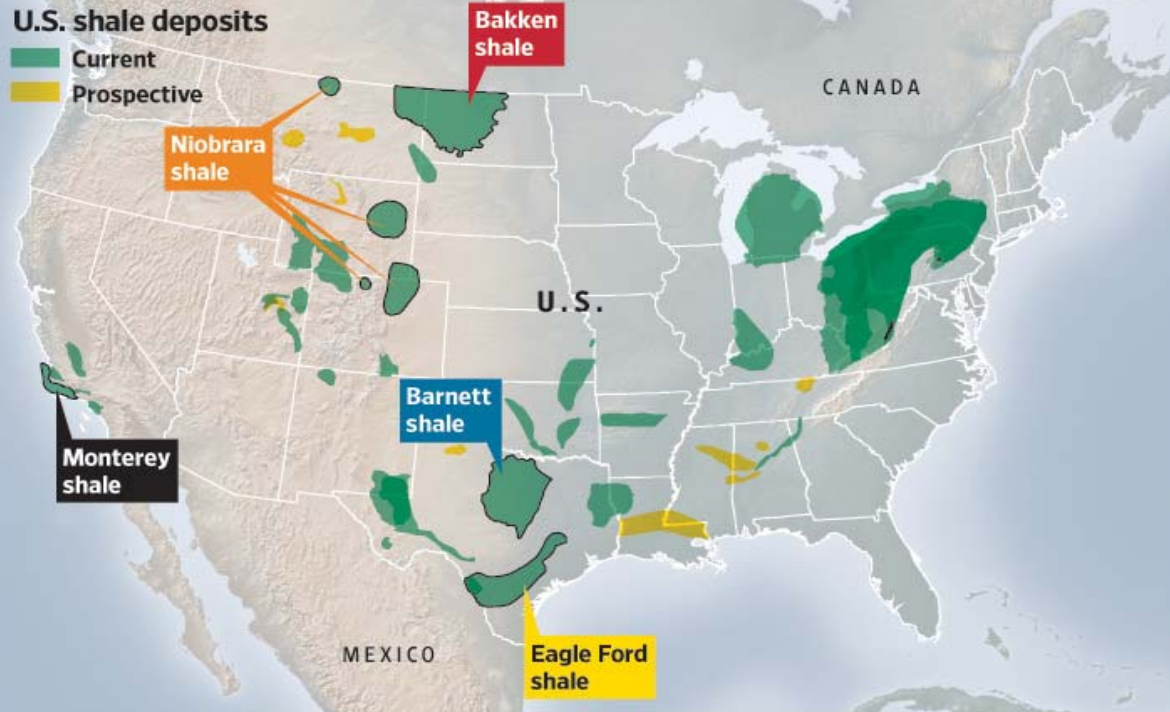 U.S. shale deposits
Current
Prospective
Bakken
shale
CANADA
Niobrara
shale
U.S.
Barnett
shale
Monterey
shale
MEXICO
Eagle Ford
shale